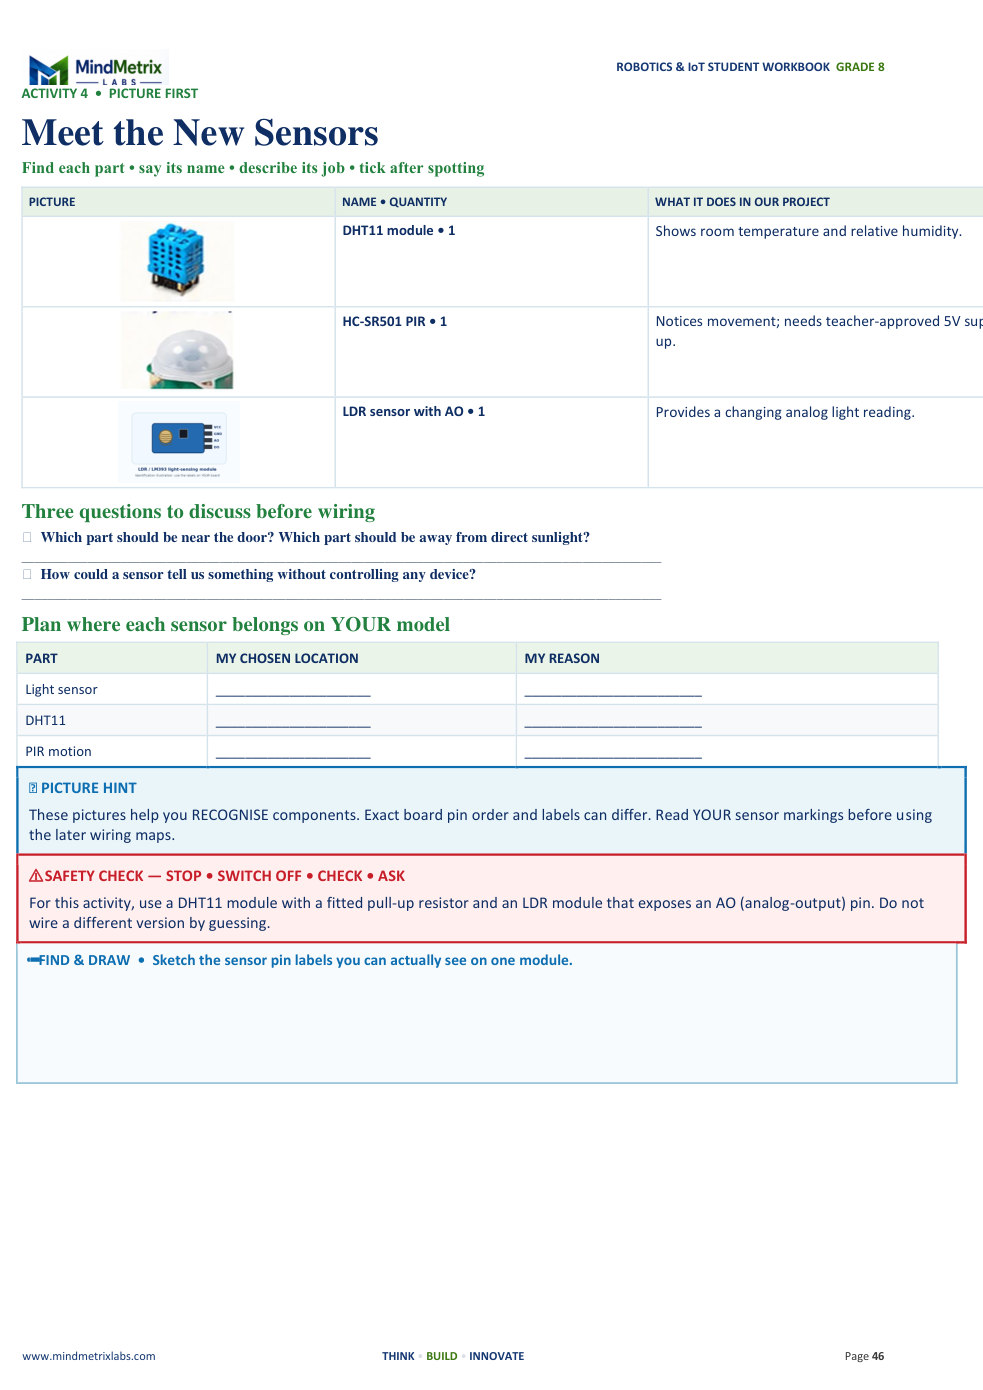 MindMetrix
LABS
ROBOTICS & IoT STUDENT WORKBOOK GRADE 8
ACTIVITY 4 • PICTURE FIRST
Meet the New Sensors
Find each part • say its name • describe its job • tick after spotting
PICTURE
NAME • QUANTITY
WHAT IT DOES IN OUR PROJECT
DHT11 module • 1
Shows room temperature and relative humidity.
HC-SR501 PIR • 1
Notices movement; needs teacher-approved 5V sup
up.
VCC
GND
AO
DO
LDR / LM393 light-sensing module
LDR sensor with AO • 1
Provides a changing analog light reading.
Three questions to discuss before wiring
Which part should be near the door? Which part should be away from direct sunlight?
How could a sensor tell us something without controlling any device?
Plan where each sensor belongs on YOUR model
PART
MY CHOSEN LOCATION
MY REASON
Light sensor
DHT11
PIR motion
PICTURE HINT
These pictures help you RECOGNISE components. Exact board pin order and labels can differ. Read YOUR sensor markings before using
the later wiring maps.
⚠SAFETY CHECK — STOP • SWITCH OFF • CHECK • ASK
For this activity, use a DHT11 module with a fitted pull-up resistor and an LDR module that exposes an AO (analog-output) pin. Do not
wire a different version by guessing.
FIND & DRAW • Sketch the sensor pin labels you can actually see on one module.
www.mindmetrixlabs.com
THINK • BUILD • INNOVATE
Page 46